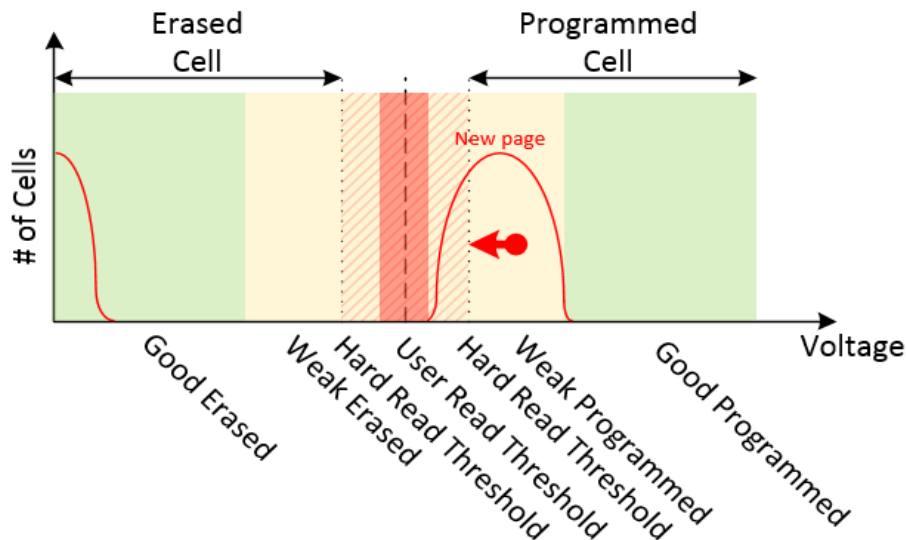 Erased
Cell
Programmed
Cell
New page
# of Cells
Voltage
Good Erased
Weak Erased
Hard Read Threshold
User Read Threshold
Hard Read Threshold
Weak Programmed
Good Programmed